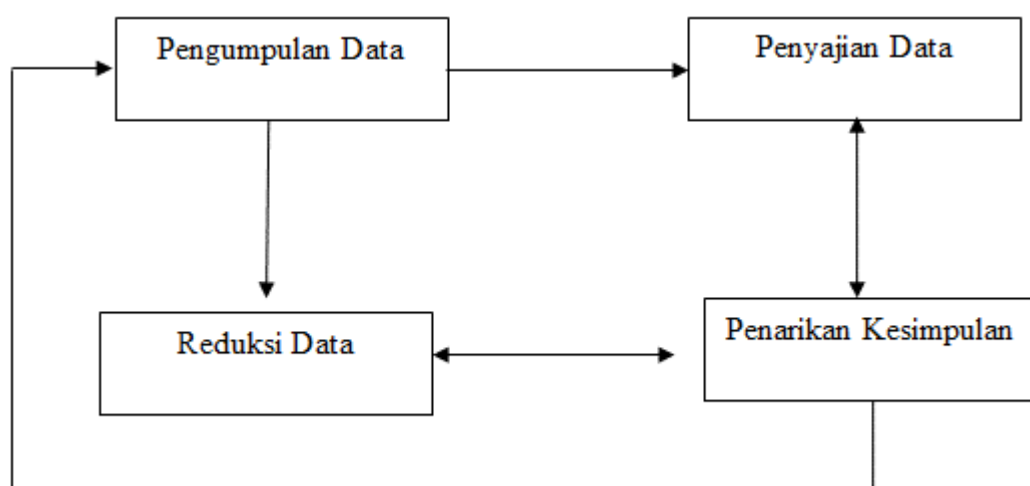 Pengumpulan Data
Penyajian Data
Reduksi Data
Penarikan Kesimpulan